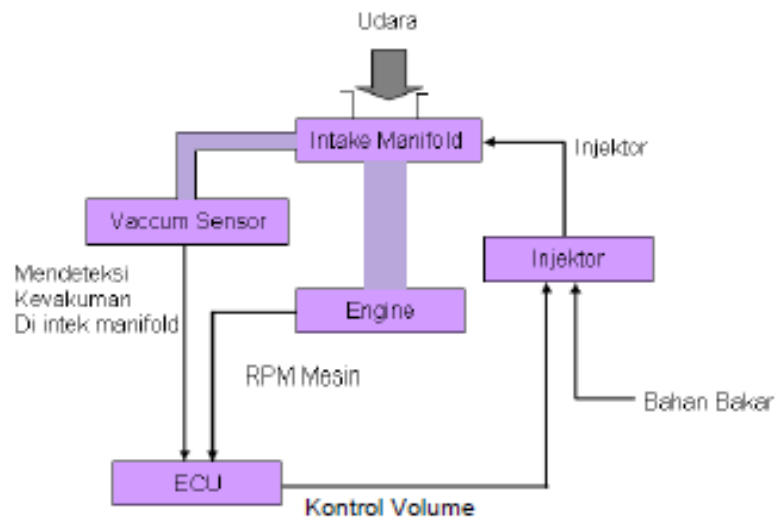 Udara
Intake Manifold
Injektor
Vaccum Sensor
Injektor
Mendeteksi
Kevakuman
Di intek manifold
Engine
RPM Mesin
Bahan Bakar
ECU
Kontrol Volume